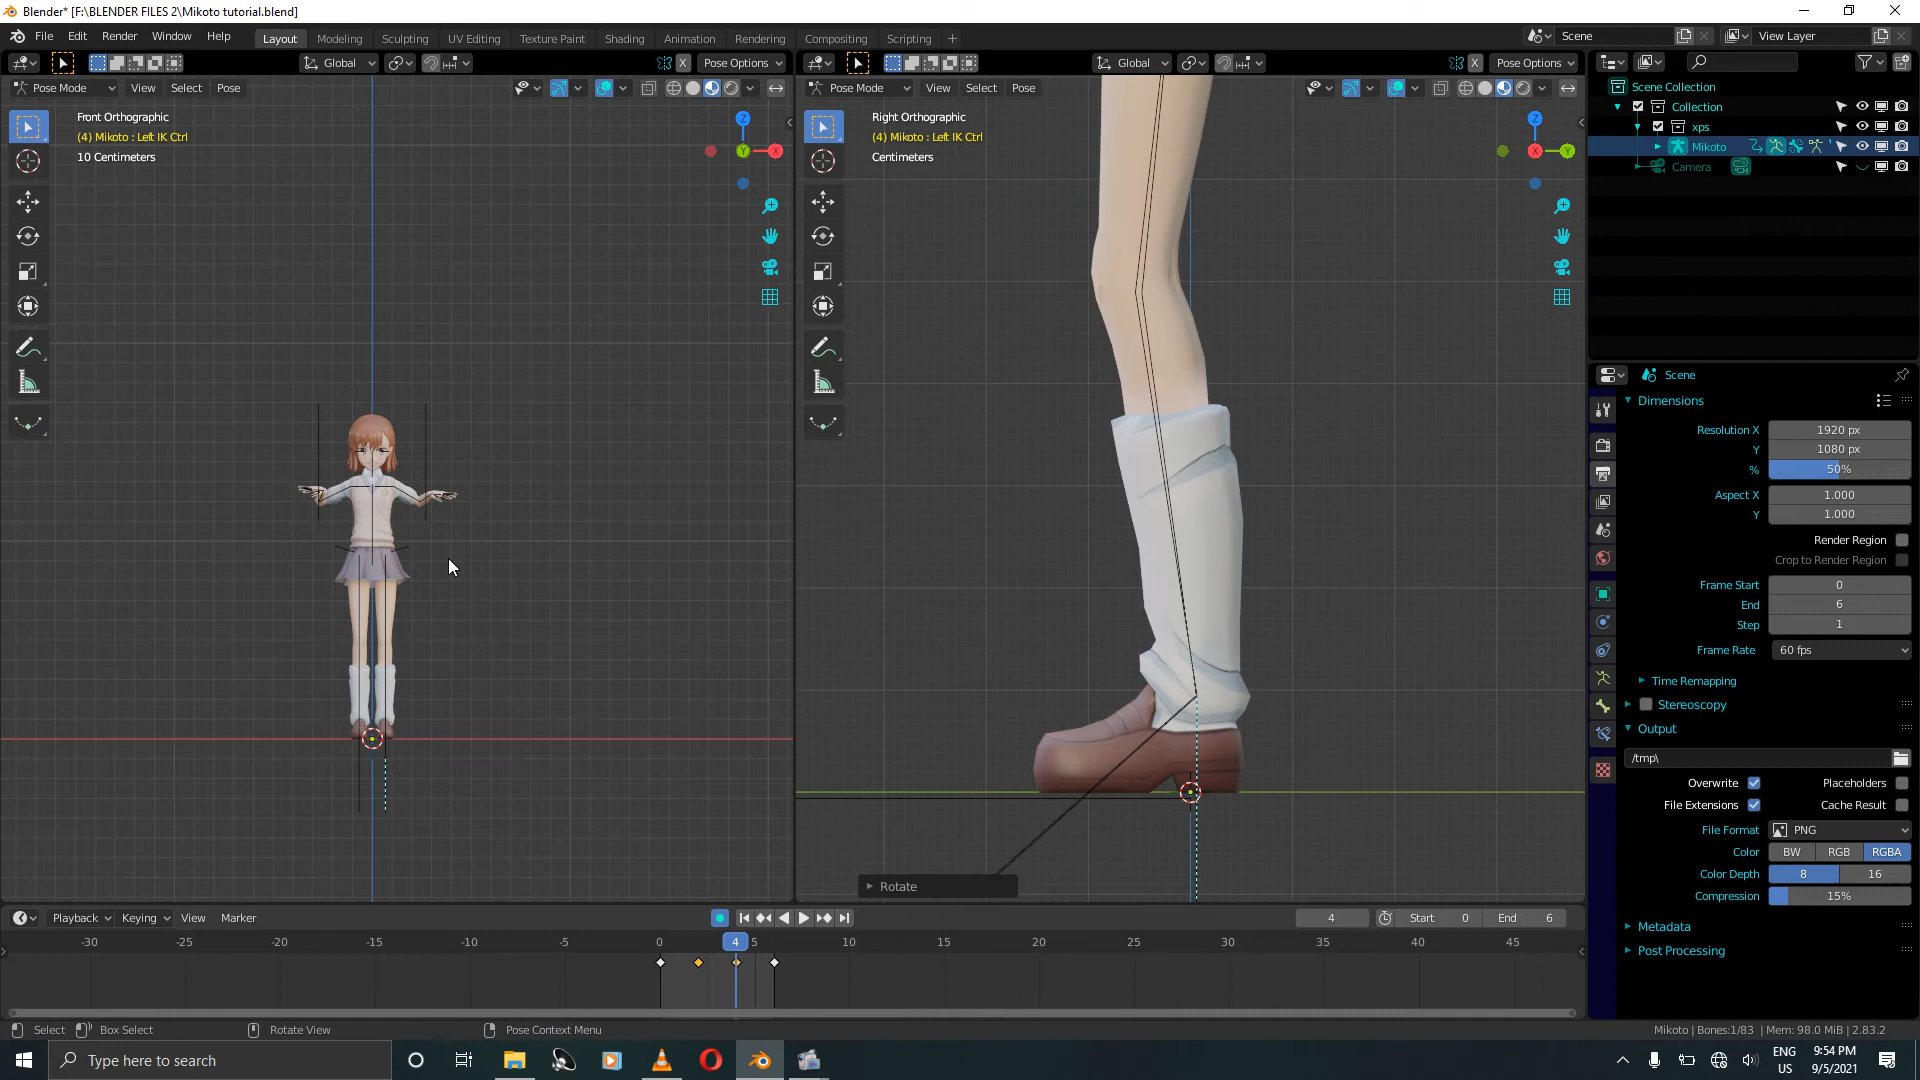 Blender* [F:\BLENDER FILES 2\Mikoto tutorial.blend]
File Edit Render Window Help
Layout Modeling Sculpting UV Editing Texture Paint Shading Animation Rendering Compositing Scripting +
Scene View Layer
Global X Pose Options
Global X Pose Options
Pose Mode View Select Pose
Pose Mode View Select Pose
Front Orthographic
(4) Mikoto : Left IK Ctrl
10 Centimeters
Z
X
Y
Right Orthographic
(4) Mikoto : Left IK Ctrl
Centimeters
Z
X
Y
Rotate
Scene Collection
Collection
xps
Mikoto
Camera
Scene
Dimensions
Resolution X 1920 px
Y 1080 px
% 50%
Aspect X 1.000
Y 1.000
Render Region
Crop to Render Region
Frame Start 0
End 6
Step 1
Frame Rate 60 fps
Time Remapping
Stereoscopy
Output
/tmp\
Overwrite Placeholders
File Extensions Cache Result
File Format PNG
Color BW RGB RGBA
Color Depth 8 16
Compression 15%
Metadata
Post Processing
Playback Keying View Marker
4 Start 0 End 6
-30 -25 -20 -15 -10 -5 0 4 5 10 15 20 25 30 35 40 45
Select Box Select Rotate View Pose Context Menu
Mikoto | Bones:1/83 | Mem: 98.0 MiB | 2.83.2
Type here to search
ENG
US
9:54 PM
9/5/2021